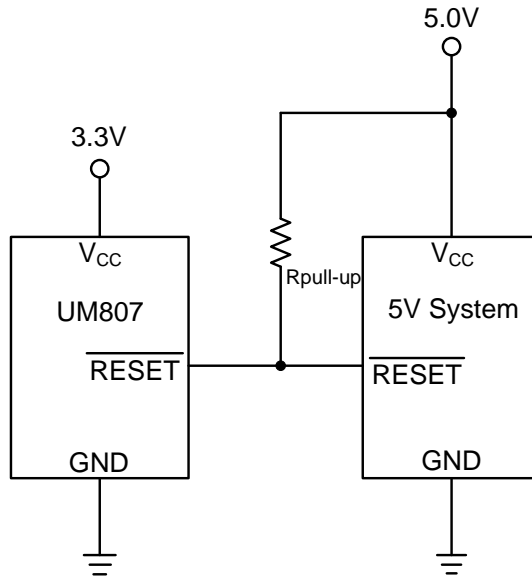 5.0V
3.3V
VCC
VCC
Rpull-up
UM807
5V System
RESET
RESET
GND
GND